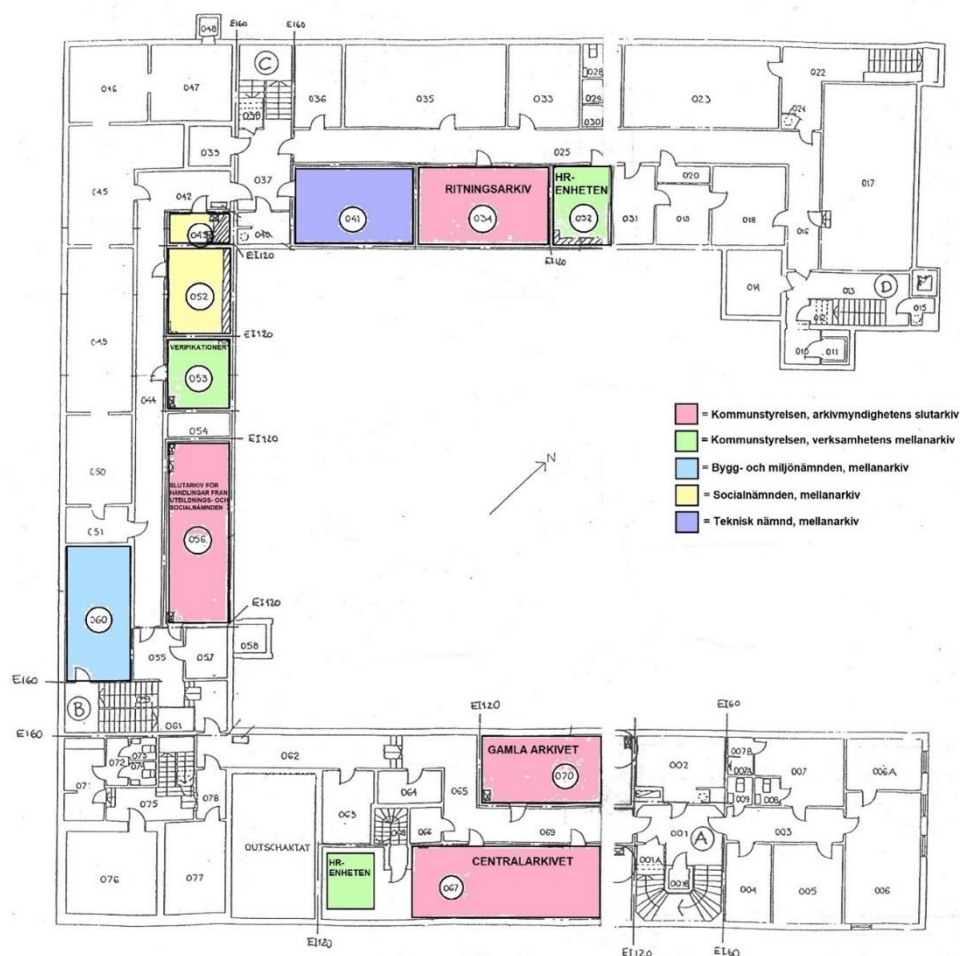 048
EI60
EI60
C
046
047
038
036
035
033
028
029
030
023
022
021
039
025
017
045
037
042
RITNINGSARKIV
HR-
ENHETEN
020
041
034
032
031
019
018
016
043
040
EI120
EI120
052
014
013
D
015
EI120
012
VERIFIKATIONER
049
053
010
011
044
054
EI120
= Kommunstyrelsen, arkivmyndighetens slutarkiv
= Kommunstyrelsen, verksamhetens mellanarkiv
= Bygg- och miljönämnden, mellanarkiv
= Socialnämnden, mellanarkiv
= Teknisk nämnd, mellanarkiv
N
050
SLUTARKIV FÖR
HANDLINGAR FRÅN
UTBILDNINGS- OCH
SOCIALNÄMNDEN
051
056
060
EI120
055
057
058
EI60
B
061
EI120
EI60
EI60
062
GAMLA ARKIVET
070
002
007B
007A
007
006A
072
073
074
071
075
078
064
065
009
008
063
068
066
069
001
A
003
OUTSCHAKTAT
HR-
ENHETEN
CENTRALARKIVET
067
001A
001B
004
005
006
076
077
EI120
EI120
EI60